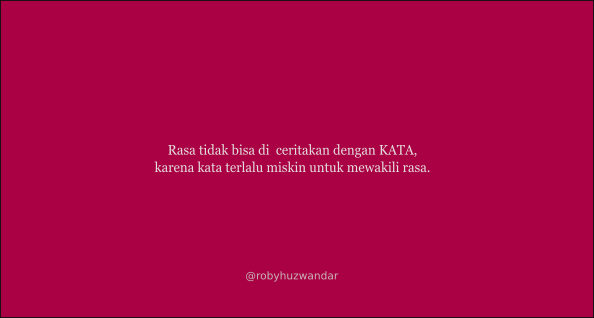 Rasa tidak bisa di  ceritakan dengan KATA,
karena kata terlalu miskin untuk mewakili rasa.
@robyhuzwandar